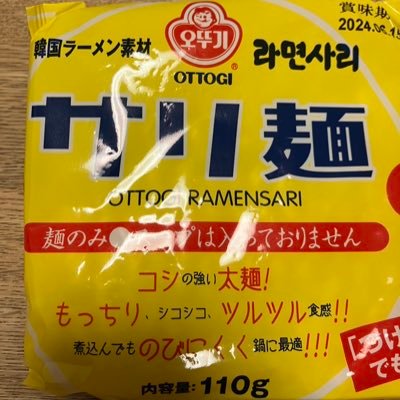 賞味期
2024.
韓国ラーメン素材
오뚜기
OTTOGI
®
라면사리
サリ麺
OTTOGI RAMENSARI
麺のみ は入っておりません
コシの強い太麺!
もっちり、シコシコ、ツルツル食感!!
煮込んでものびにくく鍋に最適!!!
でも
内容量:110g